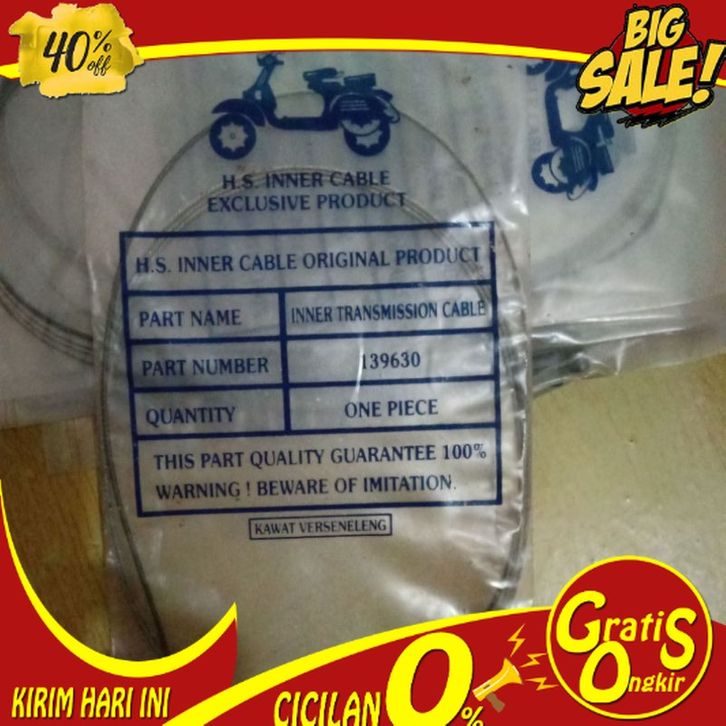 40%
off
BIG
SALE!
H.S. INNER CABLE
EXCLUSIVE PRODUCT
H.S. INNER CABLE ORIGINAL PRODUCT
PART NAME INNER TRANSMISSION CABLE
PART NUMBER 139630
QUANTITY ONE PIECE
THIS PART QUALITY GUARANTEE 100%
WARNING ! BEWARE OF IMITATION.
KAWAT VERSENELENG
GratiS
Ongkir
KIRIM HARI INI
CICILAN 0%